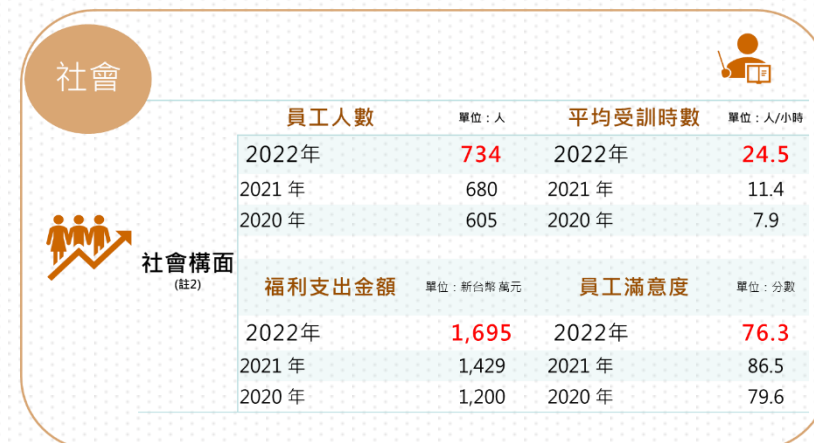 社會
員工人數 單位：人 平均受訓時數 單位：人/小時
2022年 734 2022年 24.5
2021 年 680 2021 年 11.4
2020 年 605 2020 年 7.9
社會構面
(註2)
福利支出金額 單位：新台幣 萬元 員工滿意度 單位：分數
2022年 1,695 2022年 76.3
2021 年 1,429 2021 年 86.5
2020 年 1,200 2020 年 79.6